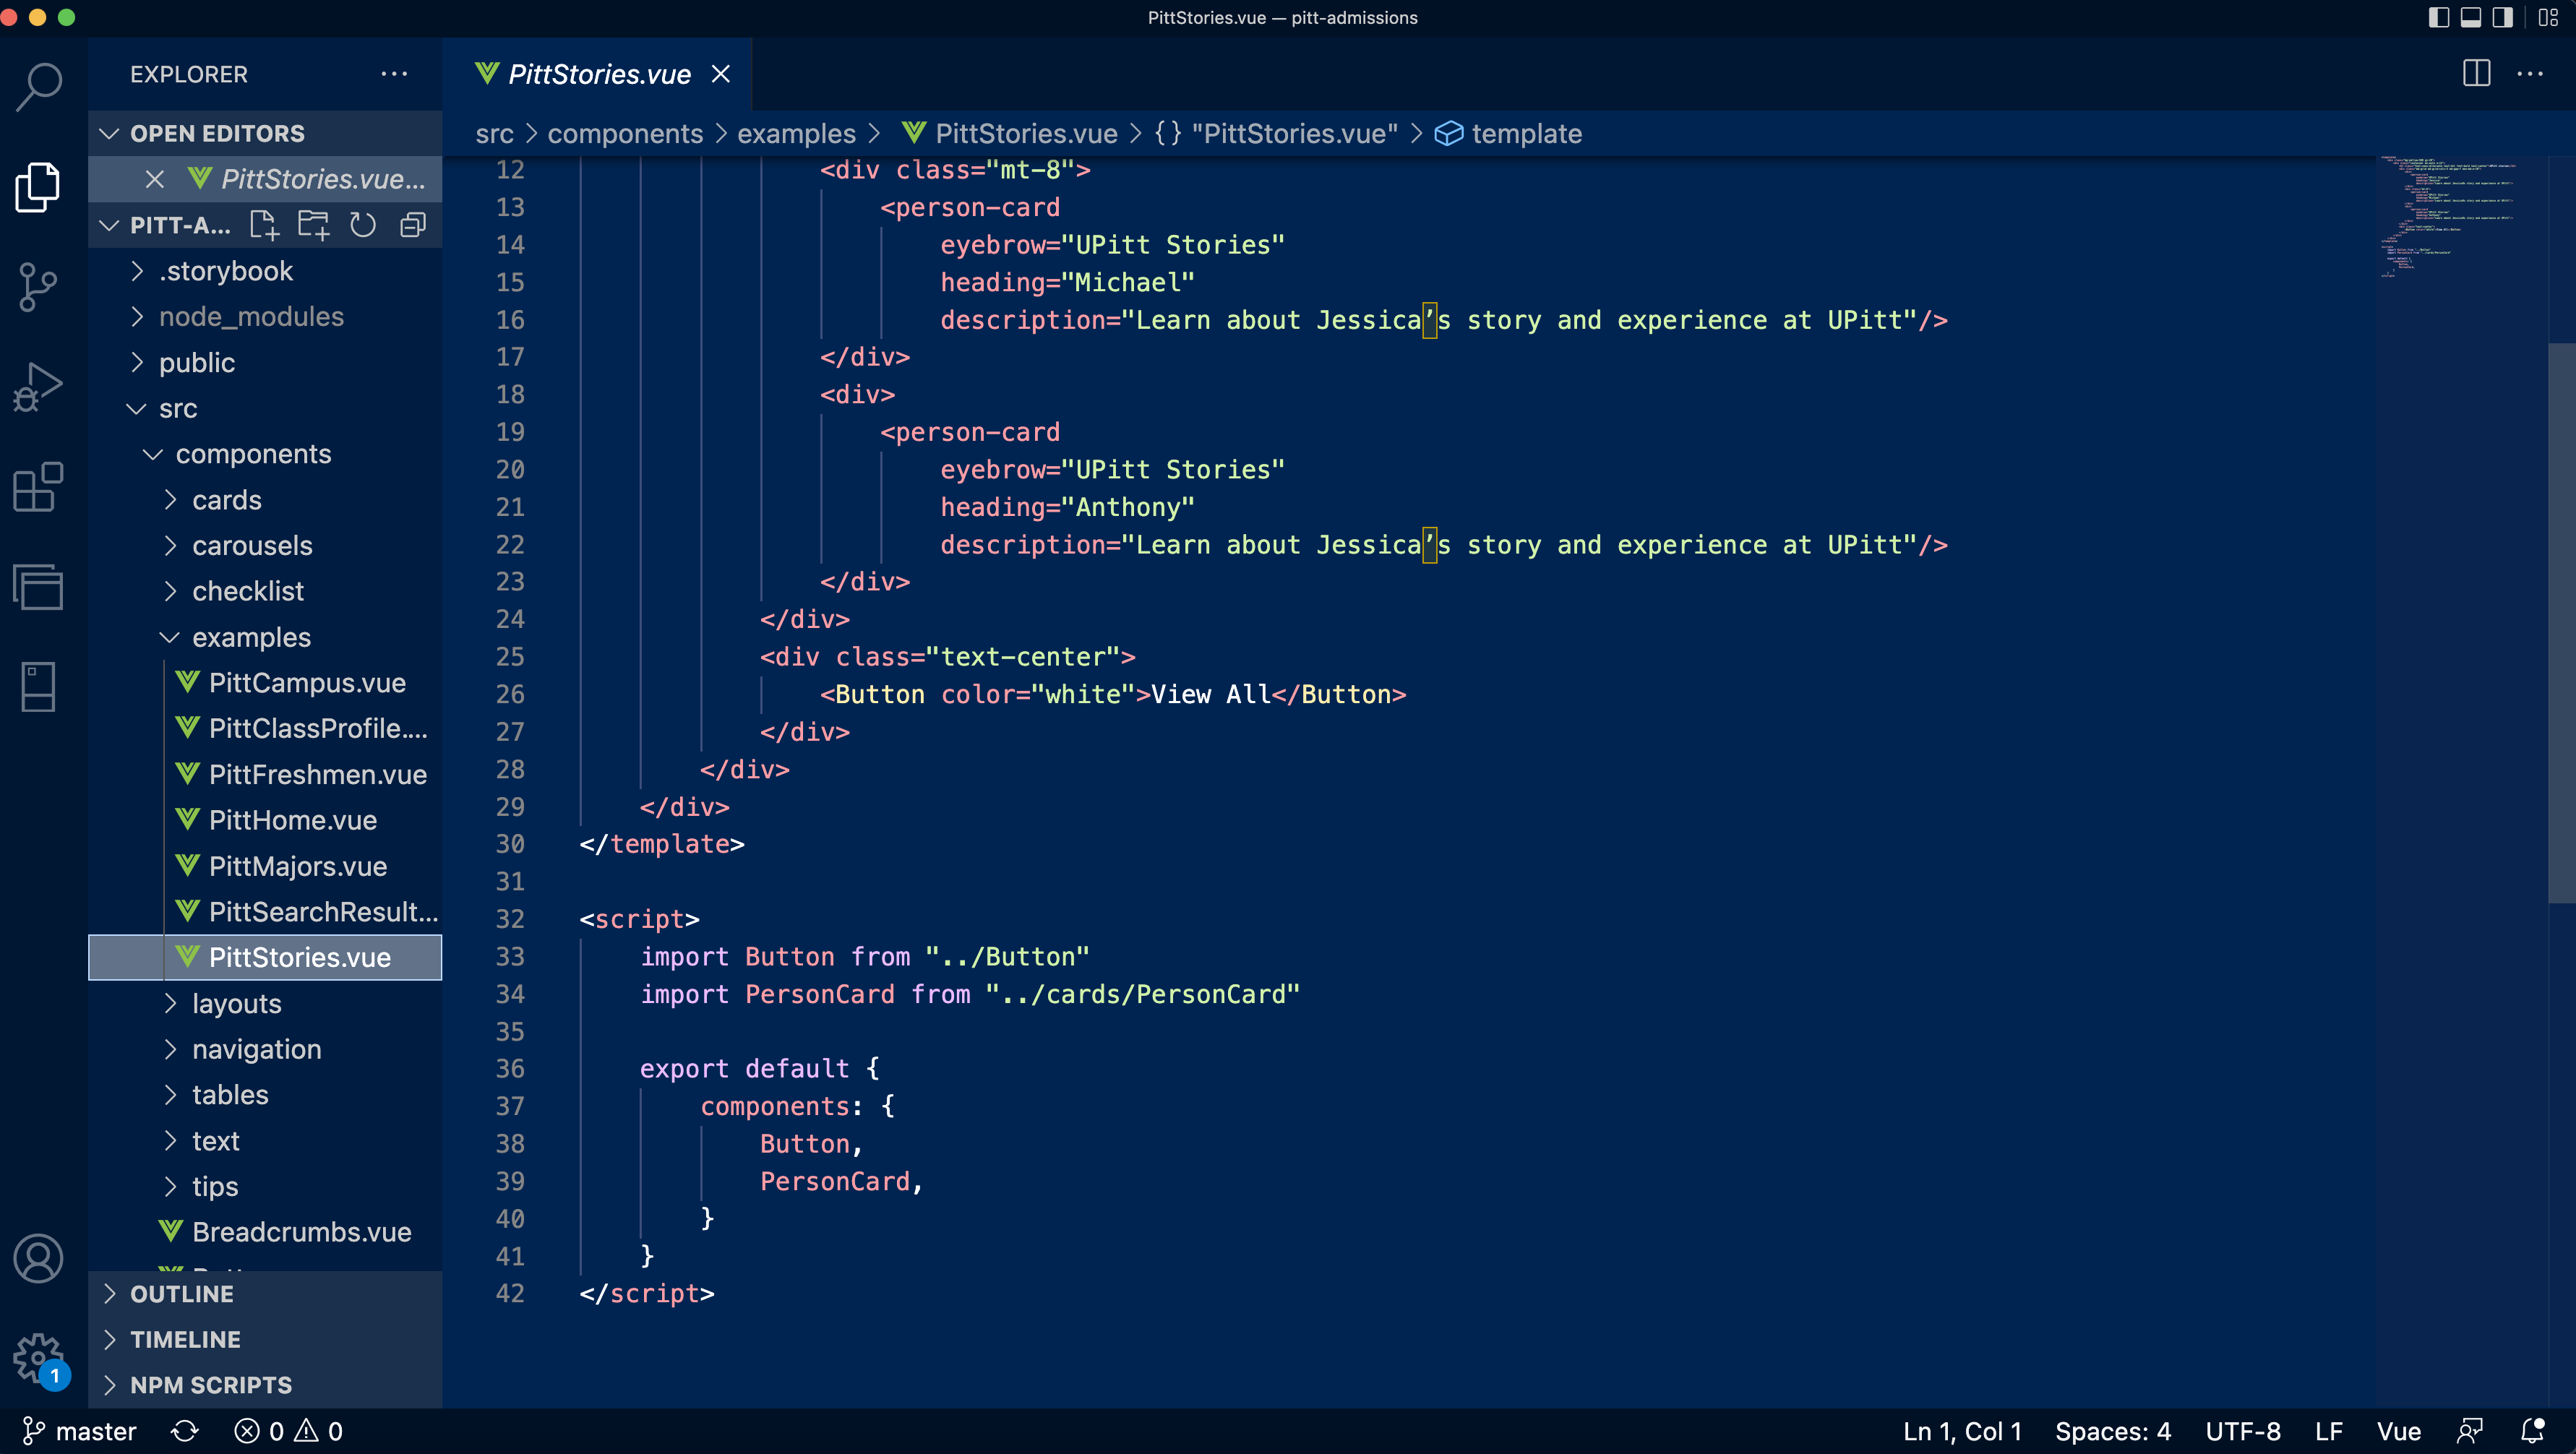 PittStories.vue — pitt-admissions
EXPLORER
OPEN EDITORS
PittStories.vue...
PITT-A...
.storybook
node_modules
public
src
components
cards
carousels
checklist
examples
PittCampus.vue
PittClassProfile....
PittFreshmen.vue
PittHome.vue
PittMajors.vue
PittSearchResult...
PittStories.vue
layouts
navigation
tables
text
tips
Breadcrumbs.vue
OUTLINE
TIMELINE
NPM SCRIPTS
PittStories.vue
src > components > examples > PittStories.vue > {} "PittStories.vue" > template
12 <div class="mt-8">
13 <person-card
14 eyebrow="UPitt Stories"
15 heading="Michael"
16 description="Learn about Jessica’s story and experience at UPitt"/>
17 </div>
18 <div>
19 <person-card
20 eyebrow="UPitt Stories"
21 heading="Anthony"
22 description="Learn about Jessica’s story and experience at UPitt"/>
23 </div>
24 </div>
25 <div class="text-center">
26 <Button color="white">View All</Button>
27 </div>
28 </div>
29 </div>
30 </template>
31
32 <script>
33 import Button from "../Button"
34 import PersonCard from "../cards/PersonCard"
35
36 export default {
37 components: {
38 Button,
39 PersonCard,
40 }
41 }
42 </script>
1
master
0 0
Ln 1, Col 1 Spaces: 4 UTF-8 LF Vue